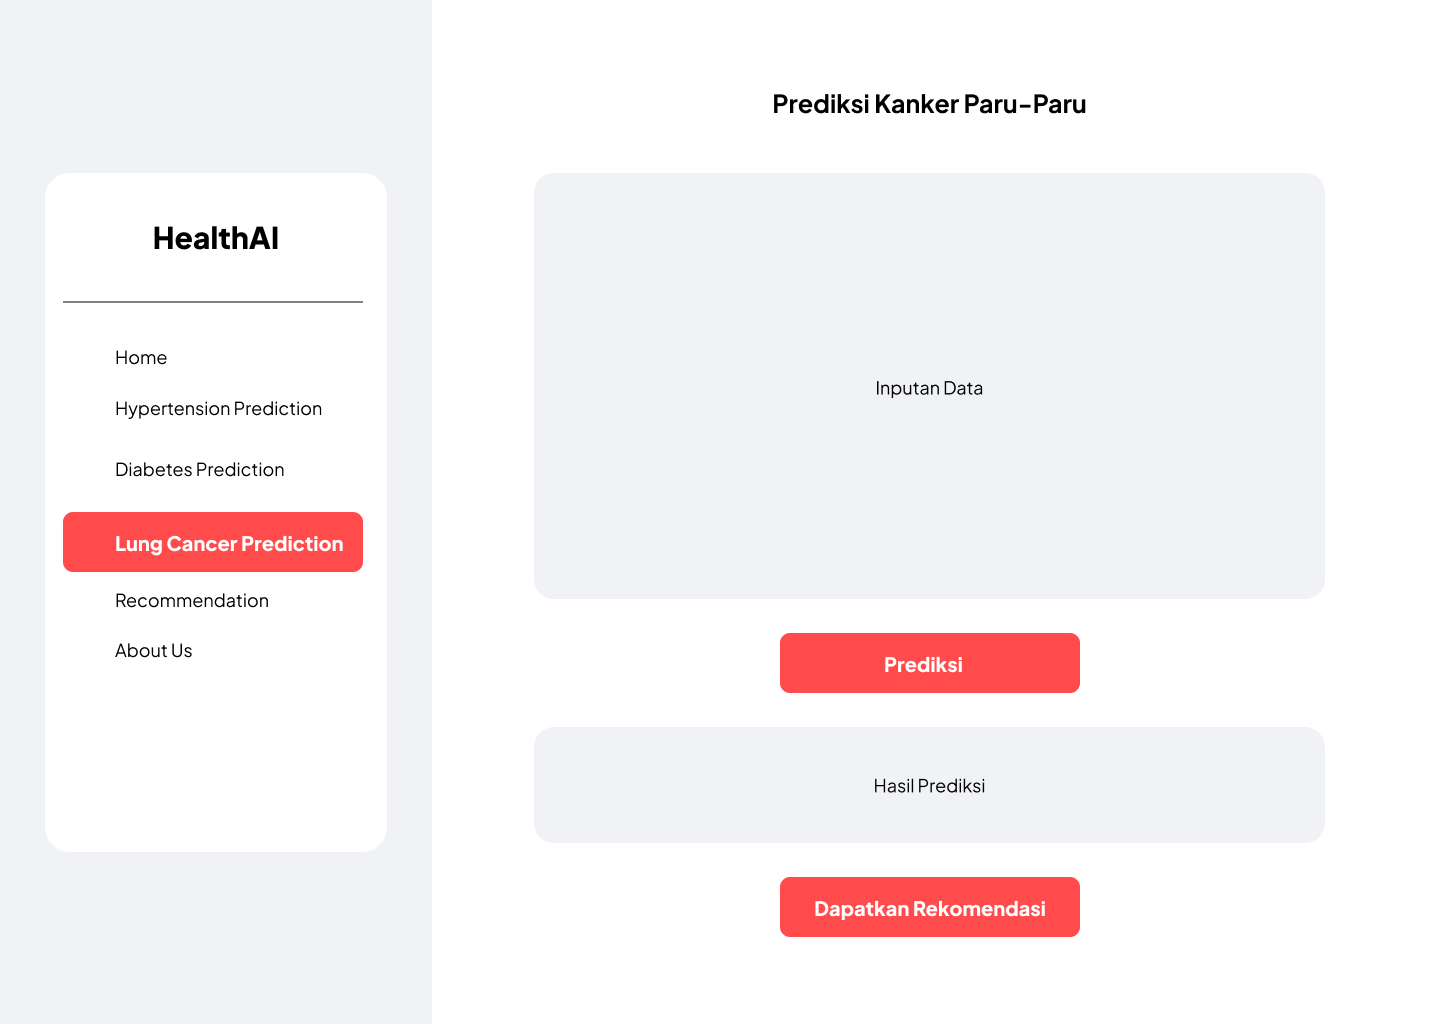 HealthAI
Home
Hypertension Prediction
Diabetes Prediction
Lung Cancer Prediction
Recommendation
About Us
Prediksi Kanker Paru-Paru
Inputan Data
Prediksi
Hasil Prediksi
Dapatkan Rekomendasi